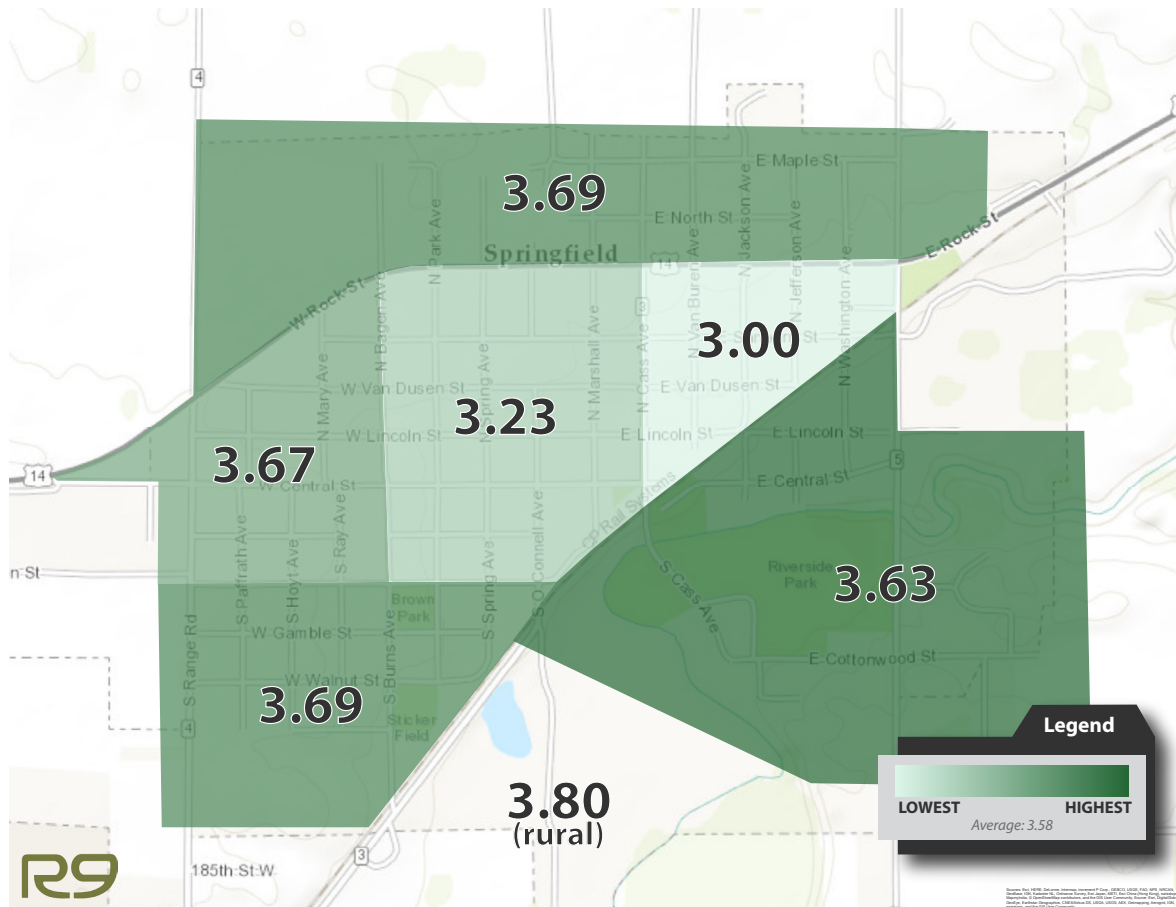 4
E Maple St
3.69
N Park Ave
E North St
N Jackson Ave
Springfield
14
E Rock St
N Van Buren Ave
N Jefferson Ave
N Washington Ave
W Rock St
N Marshall Ave
N Cass Ave
3.00
N Mary Ave
W Van Dusen St
E Van Dusen St
3.23
N Spring Ave
W Lincoln St
E Lincoln St
E Lincoln St
14
3.67
5
W Central St
E Central St
CP Rail Systems
S Paffrath Ave
S Hoyt Ave
S Ray Ave
S Spring Ave
S O'Connell Ave
n St
Riverside
Park
3.63
S Cass Ave
Brown
Park
W Gamble St
S Range Rd
S Burns Ave
E Cottonwood St
W Walnut St
3.69
4
Sticker
Field
Legend
LOWEST
HIGHEST
Average: 3.58
3.80
(rural)
3
185th St W
R9